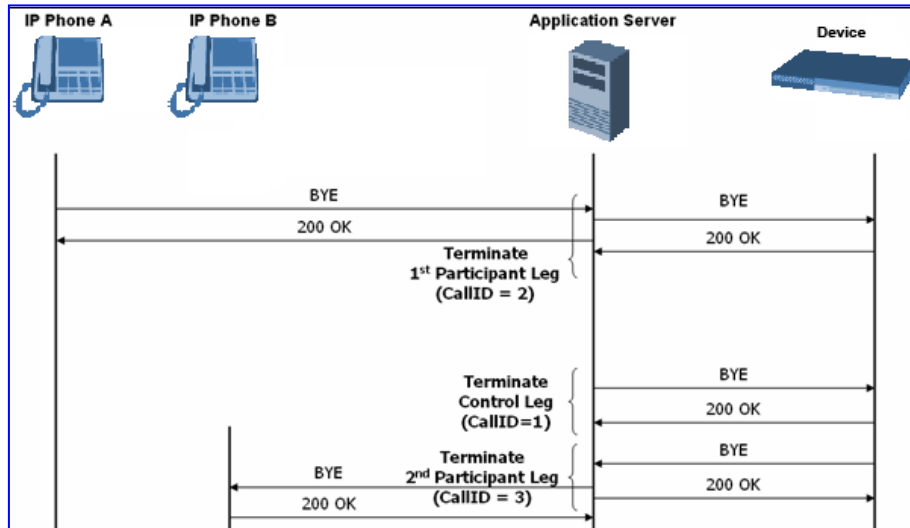 IP Phone A
IP Phone B
Application Server
Device
BYE
BYE
200 OK
200 OK
Terminate
1st Participant Leg
(CallID = 2)
Terminate
Control Leg
(CallID=1)
BYE
200 OK
BYE
Terminate
2nd Participant Leg
(CallID = 3)
BYE
200 OK
200 OK